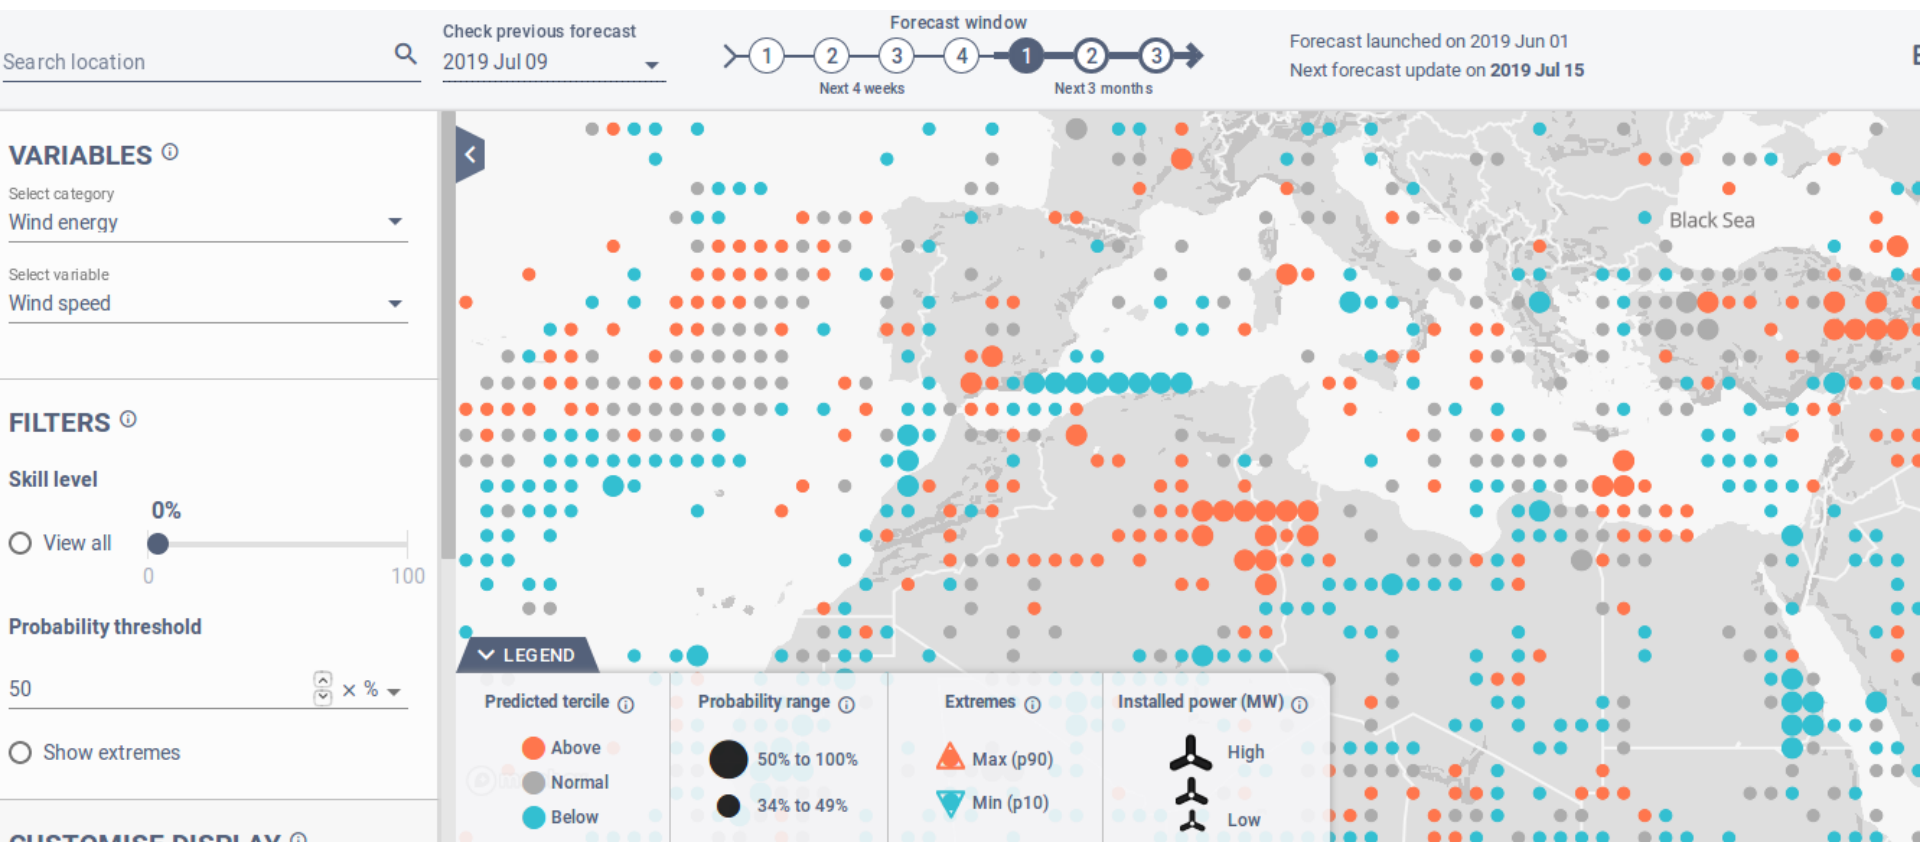 Search location
Check previous forecast
2019 Jul 09
Forecast window
1 2 3 4 1 2 3
Next 4 weeks
Next 3 months
Forecast launched on 2019 Jun 01
Next forecast update on 2019 Jul 15
VARIABLES
Select category
Wind energy
Select variable
Wind speed
FILTERS
Skill level
0%
View all
0 100
Probability threshold
50 × %
Show extremes
CUSTOMISE DISPLAY
Black Sea
LEGEND
Predicted tercile
Above
Normal
Below
Probability range
50% to 100%
34% to 49%
Extremes
Max (p90)
Min (p10)
Installed power (MW)
High
Low